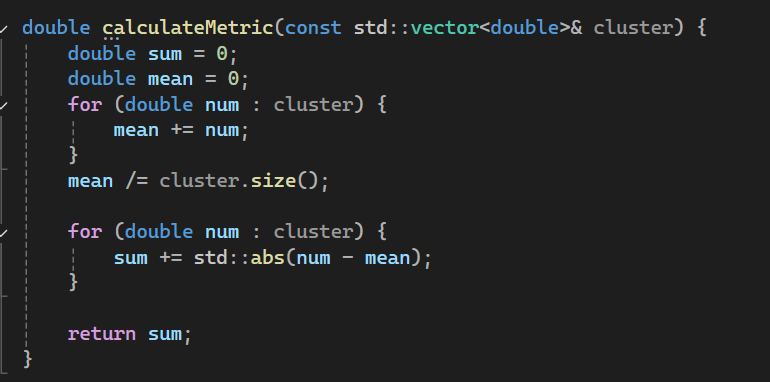 double calculateMetric(const std::vector<double>& cluster) {
    double sum = 0;
    double mean = 0;
    for (double num : cluster) {
        mean += num;
    }
    mean /= cluster.size();

    for (double num : cluster) {
        sum += std::abs(num - mean);
    }

    return sum;
}